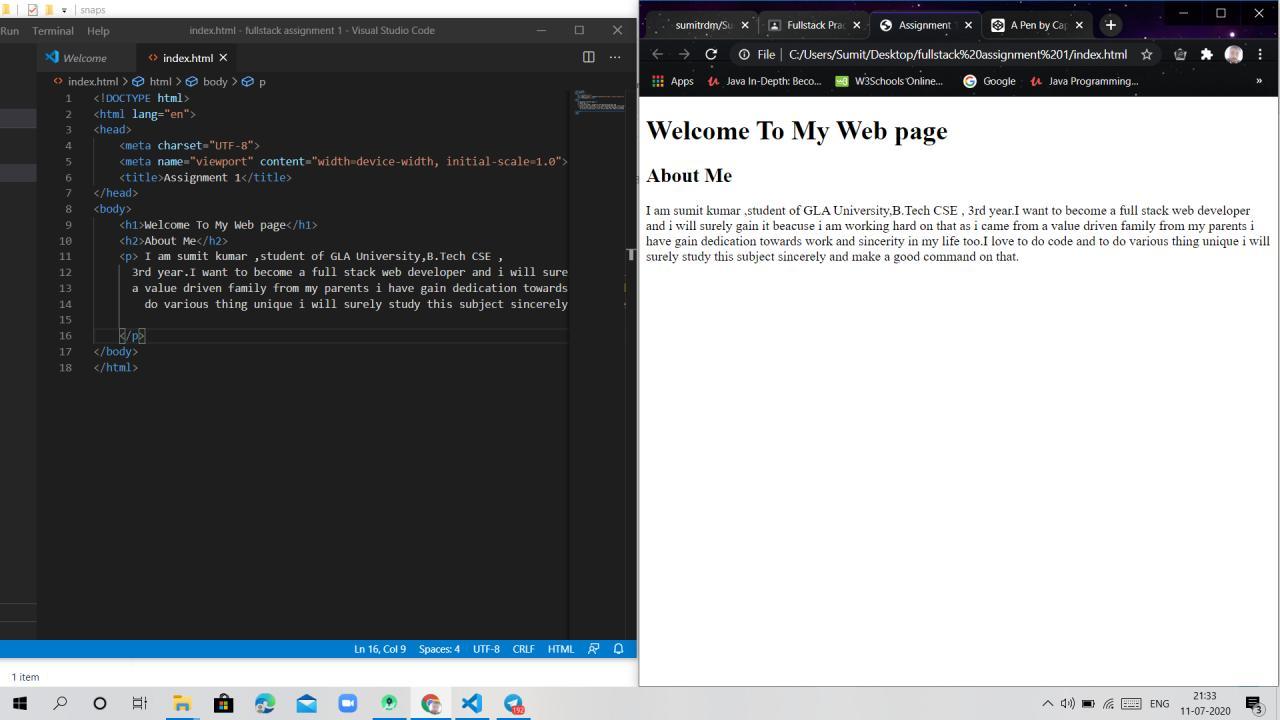 snaps
Run Terminal Help index.html - fullstack assignment 1 - Visual Studio Code
Welcome index.html
index.html > html > body > p
1 <!DOCTYPE html>
2 <html lang="en">
3 <head>
4 <meta charset="UTF-8">
5 <meta name="viewport" content="width=device-width, initial-scale=1.0">
6 <title>Assignment 1</title>
7 </head>
8 <body>
9 <h1>Welcome To My Web page</h1>
10 <h2>About Me</h2>
11 <p> I am sumit kumar ,student of GLA University,B.Tech CSE ,
12 3rd year.I want to become a full stack web developer and i will sure
13 a value driven family from my parents i have gain dedication towards
14 do various thing unique i will surely study this subject sincerely
15
16 </p>
17 </body>
18 </html>
Ln 16, Col 9 Spaces: 4 UTF-8 CRLF HTML
1 item
sumitrdm/Su Fullstack Prac Assignment 1 A Pen by Cap
File C:/Users/Sumit/Desktop/fullstack%20assignment%201/index.html
Apps Java In-Depth: Beco... W3Schools Online... Google Java Programming... »
Welcome To My Web page
About Me
I am sumit kumar ,student of GLA University,B.Tech CSE , 3rd year.I want to become a full stack web developer
and i will surely gain it beacuse i am working hard on that as i came from a value driven family from my parents i
have gain dedication towards work and sincerity in my life too.I love to do code and to do various thing unique i will
surely study this subject sincerely and make a good command on that.
192
ENG
21:33
11-07-2020
3